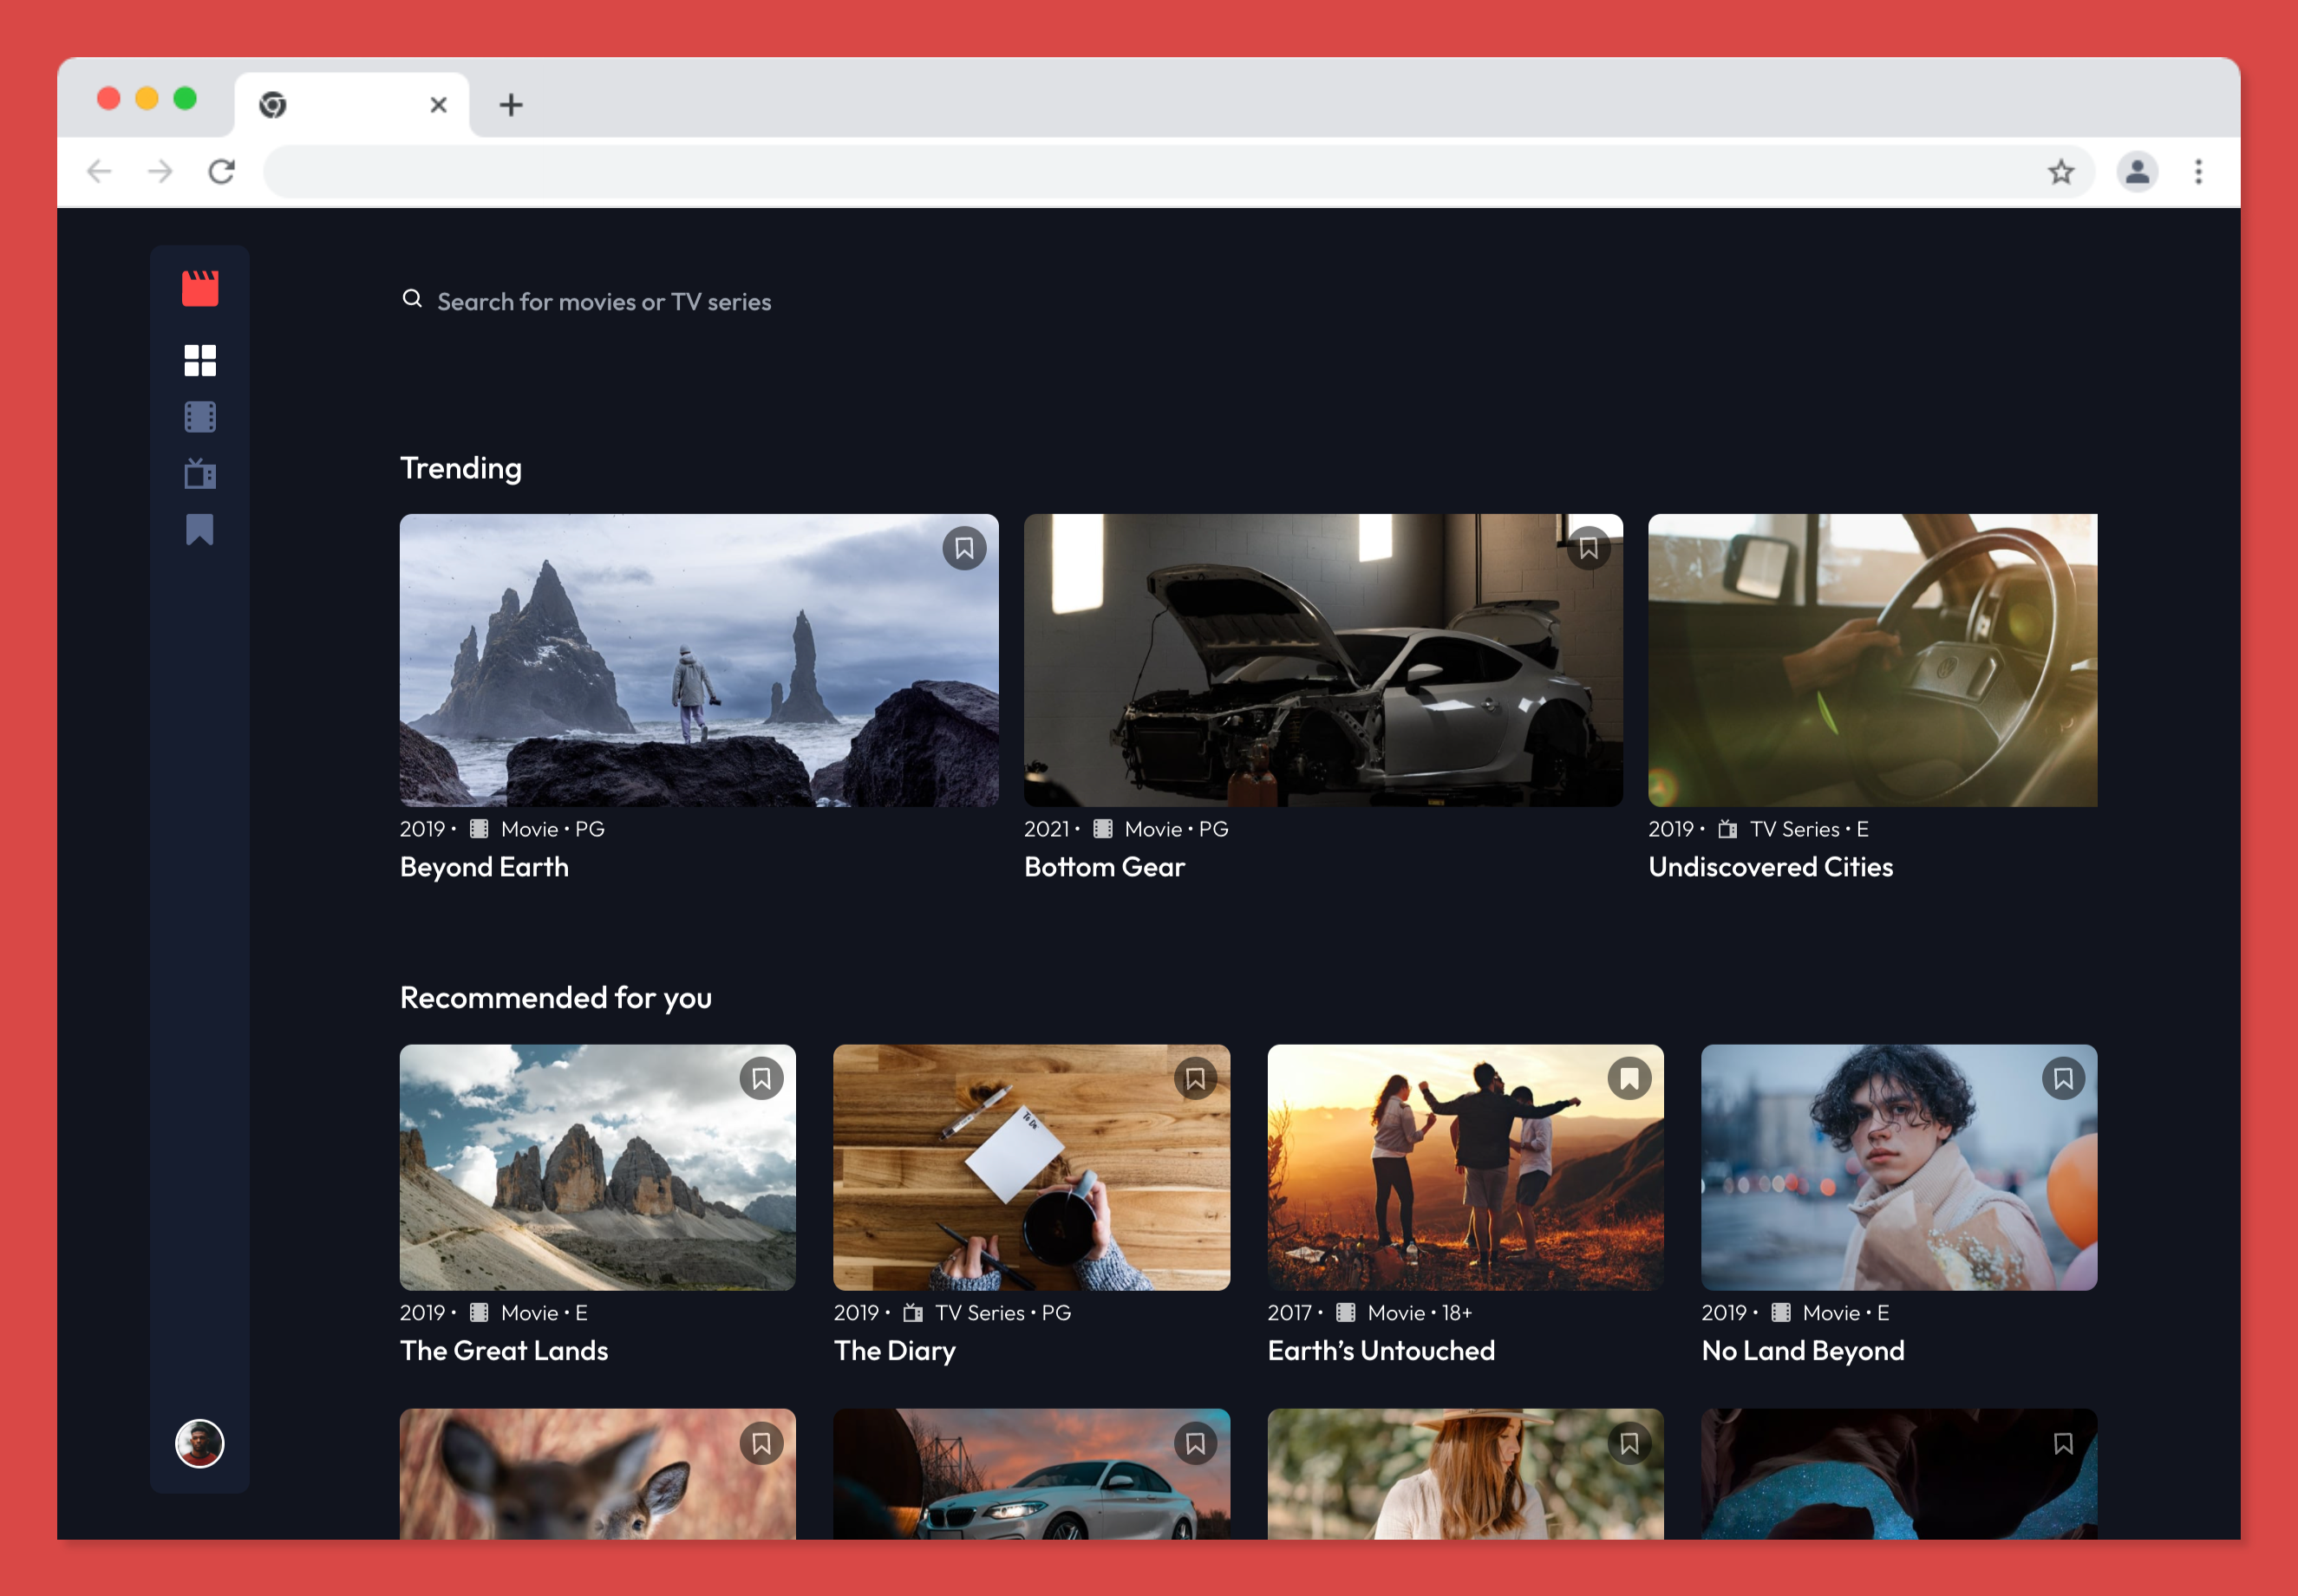 Search for movies or TV series
Trending
2019 • Movie • PG
Beyond Earth
2021 • Movie • PG
Bottom Gear
2019 • TV Series • E
Undiscovered Cities
Recommended for you
To Do
2019 • Movie • E
The Great Lands
2019 • TV Series • PG
The Diary
2017 • Movie • 18+
Earth’s Untouched
2019 • Movie • E
No Land Beyond